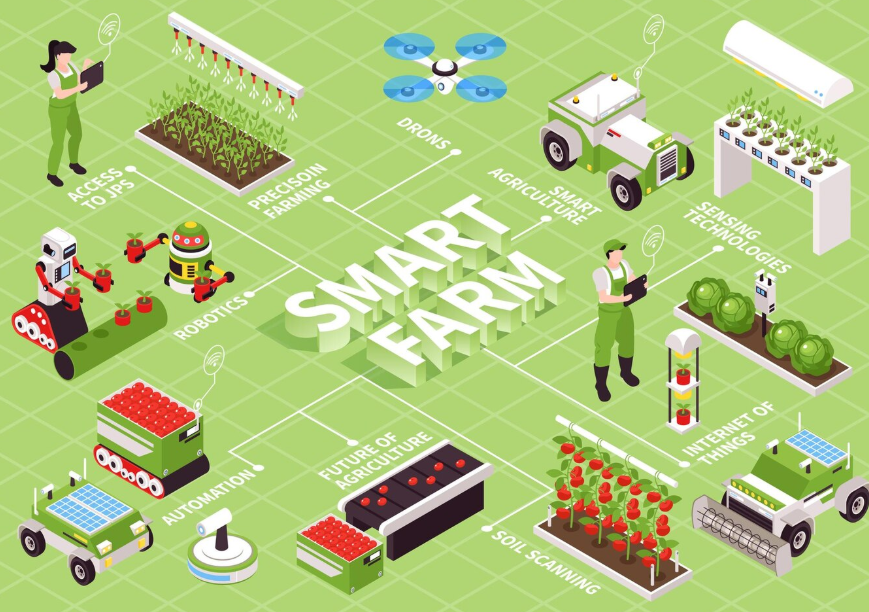 DRONS
ACCESS
TO JPS
PRECISOIN
FARMING
SMART
AGRICULTURE
SENSING
TECHNOLOGIES
SMART
FARM
ROBOTICS
AUTOMATION
FUTURE OF
AGRICULTURE
INTERNET OF
THINGS
SOIL SCANNING